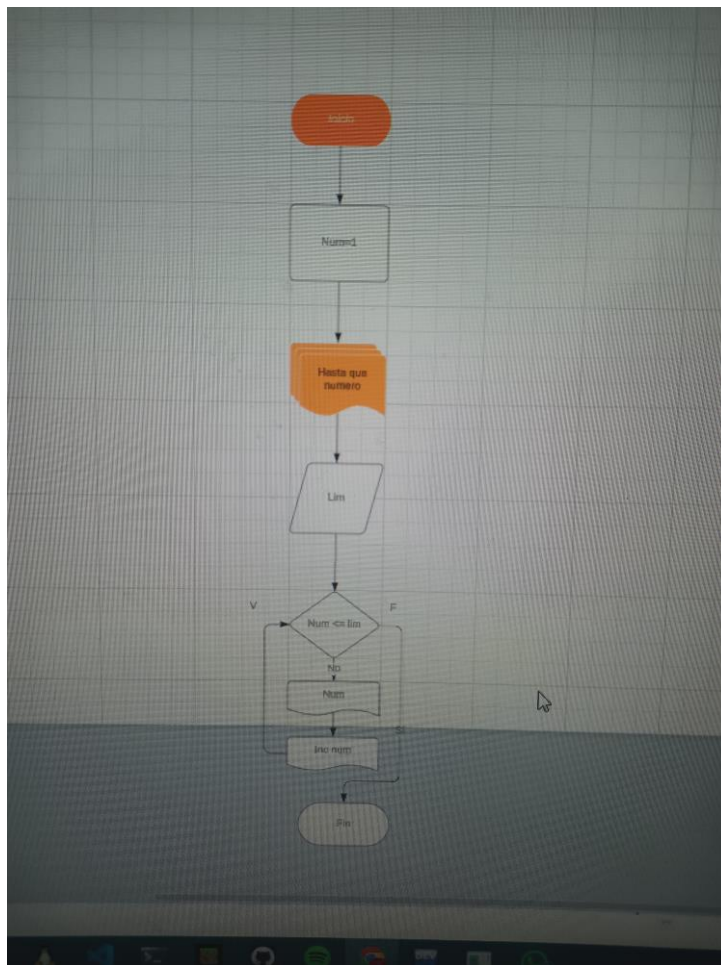 Inicio
Num=1
Hasta que
numero
Lim
V
F
Num <= lim
No
Num
Si
Inc num
Fin